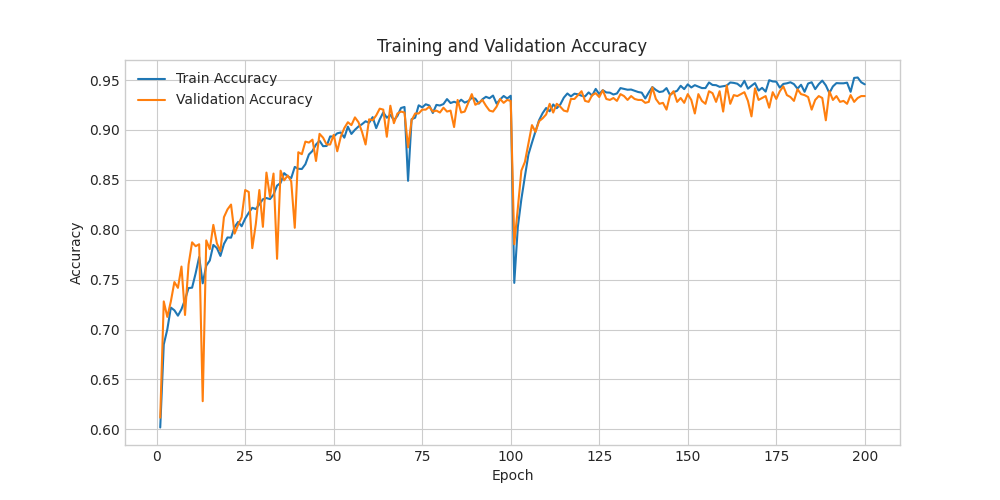 Training and Validation Accuracy
Train Accuracy
Validation Accuracy
Accuracy
0.95
0.90
0.85
0.80
0.75
0.70
0.65
0.60
0 25 50 75 100 125 150 175 200
Epoch